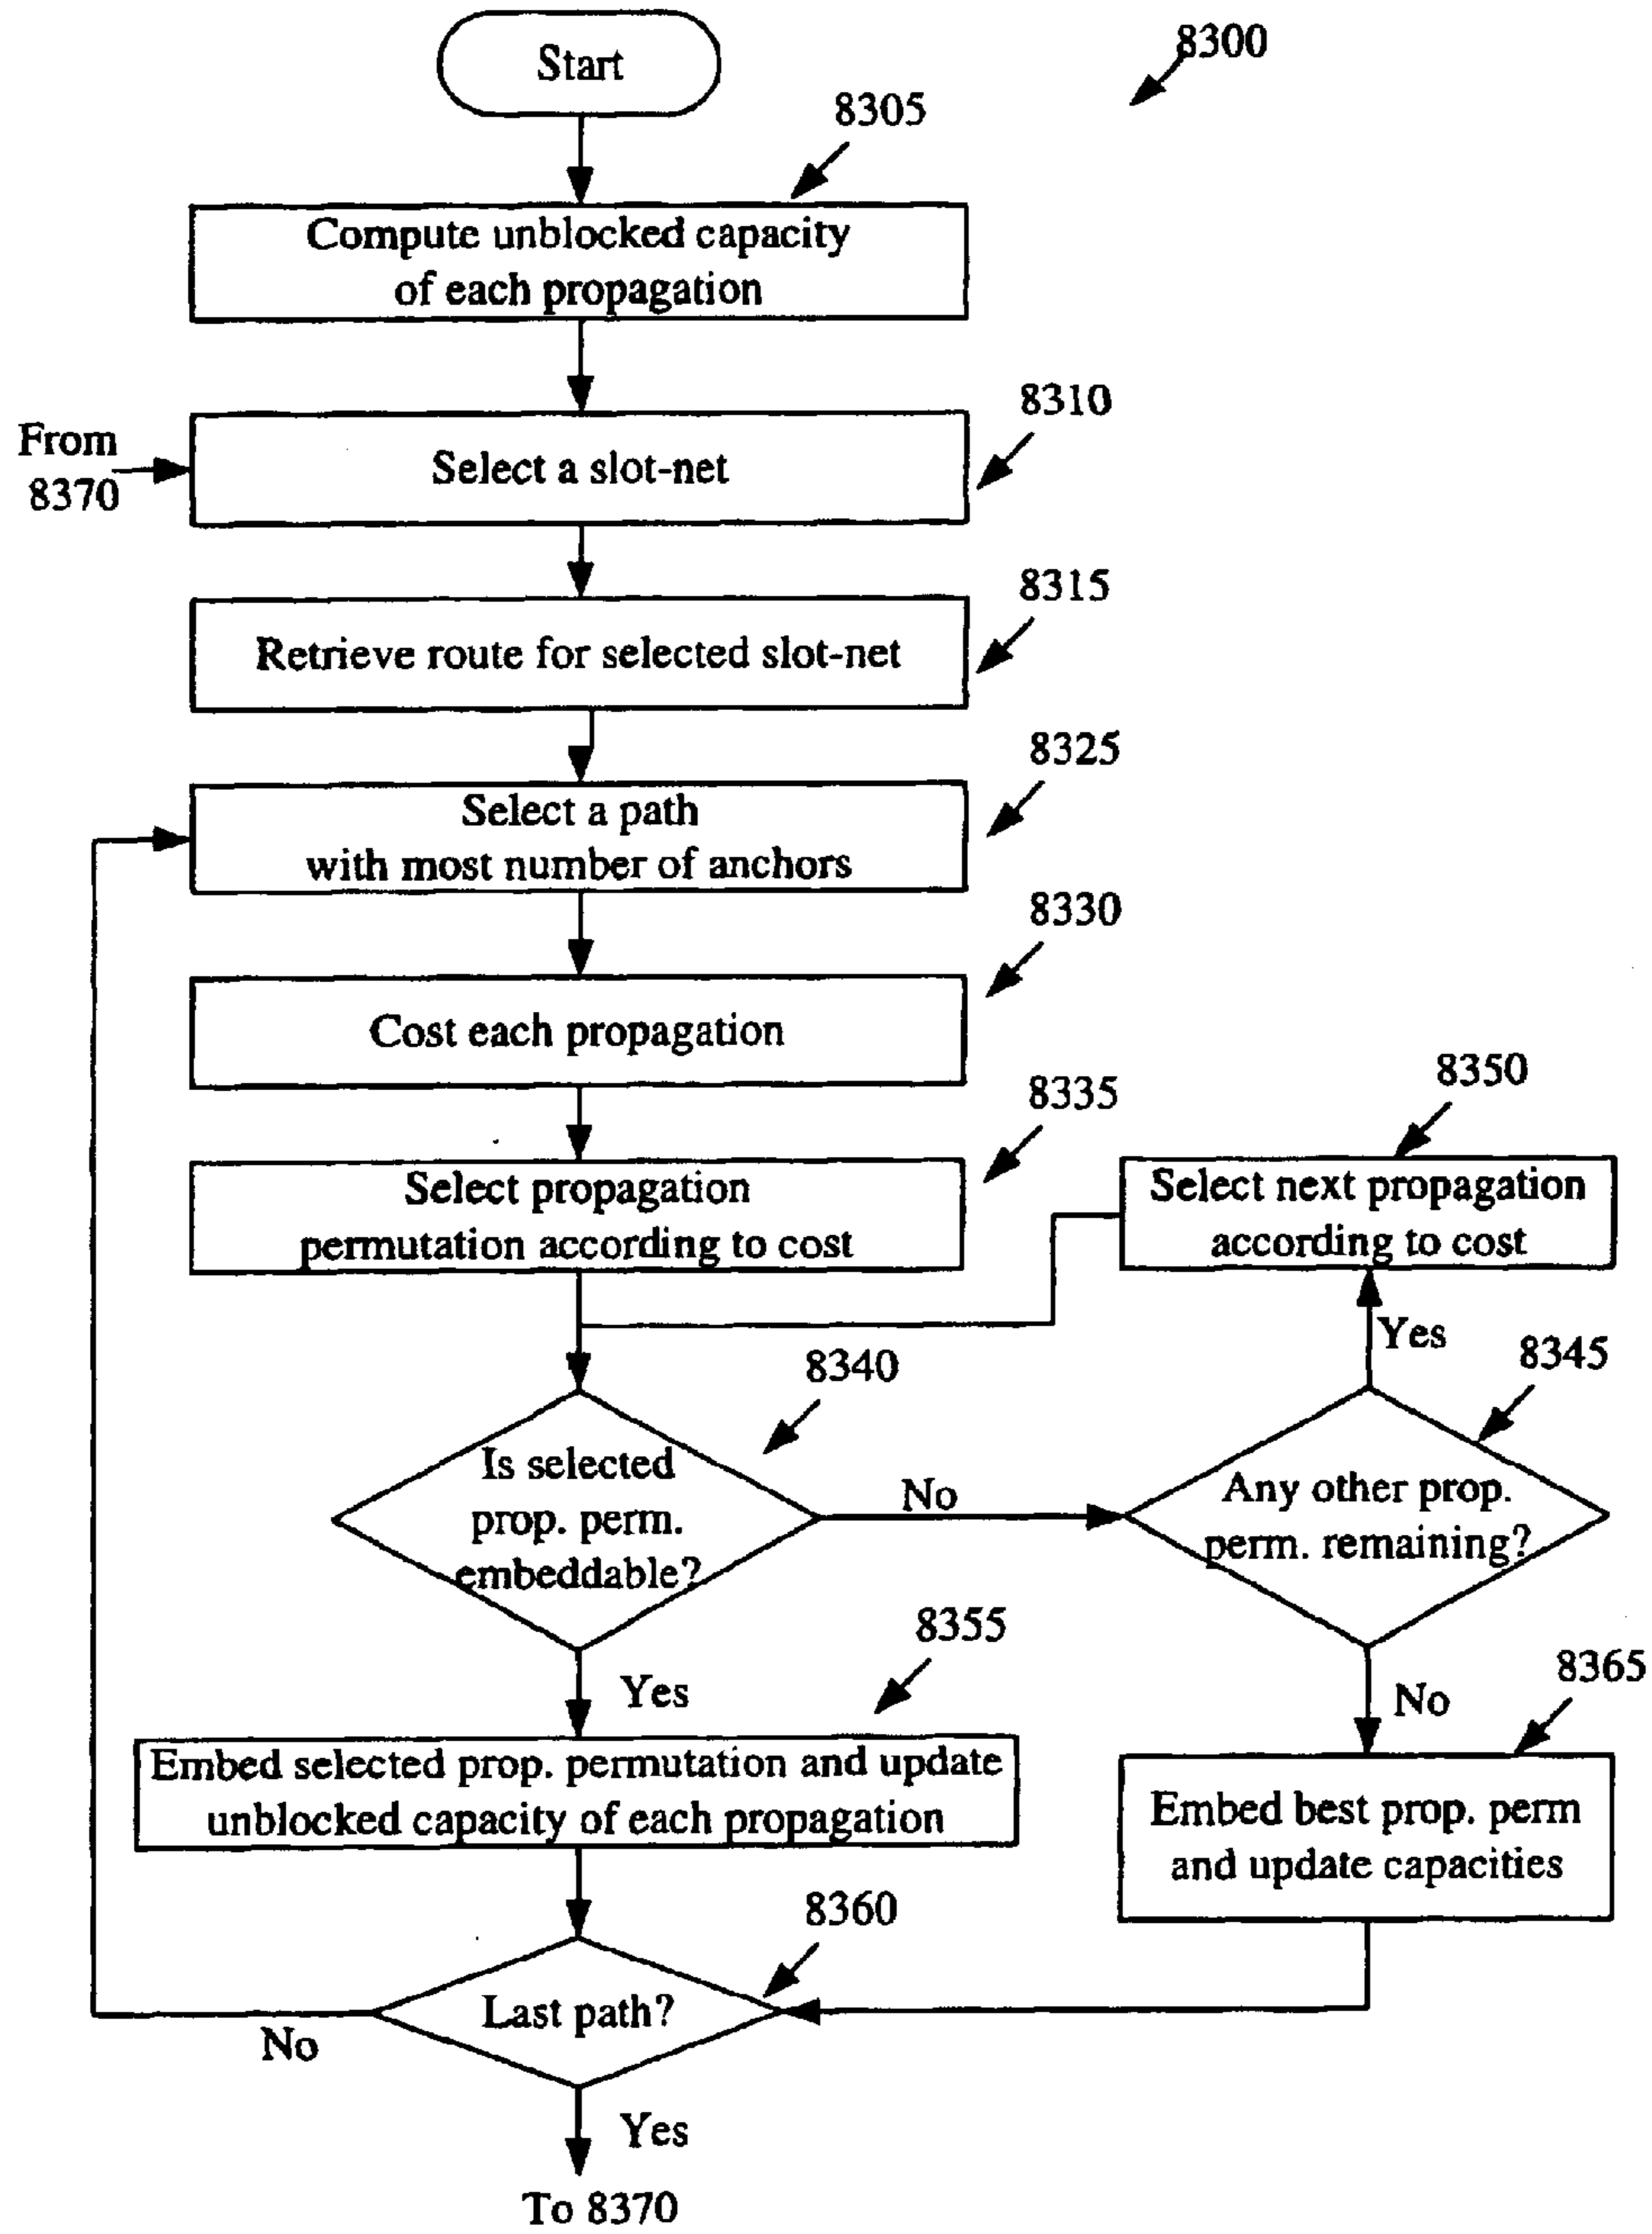 Start
8300
8305
Compute unblocked capacity
of each propagation
8310
From
8370
Select a slot-net
8315
Retrieve route for selected slot-net
8325
Select a path
with most number of anchors
8330
Cost each propagation
8335
Select propagation
permutation according to cost
8350
Select next propagation
according to cost
Yes
8340
8345
Is selected
prop. perm.
embeddable?
No
Any other prop.
perm. remaining?
8355
Yes
8365
No
Embed selected prop. permutation and update
unblocked capacity of each propagation
Embed best prop. perm
and update capacities
8360
Last path?
No
Yes
To 8370